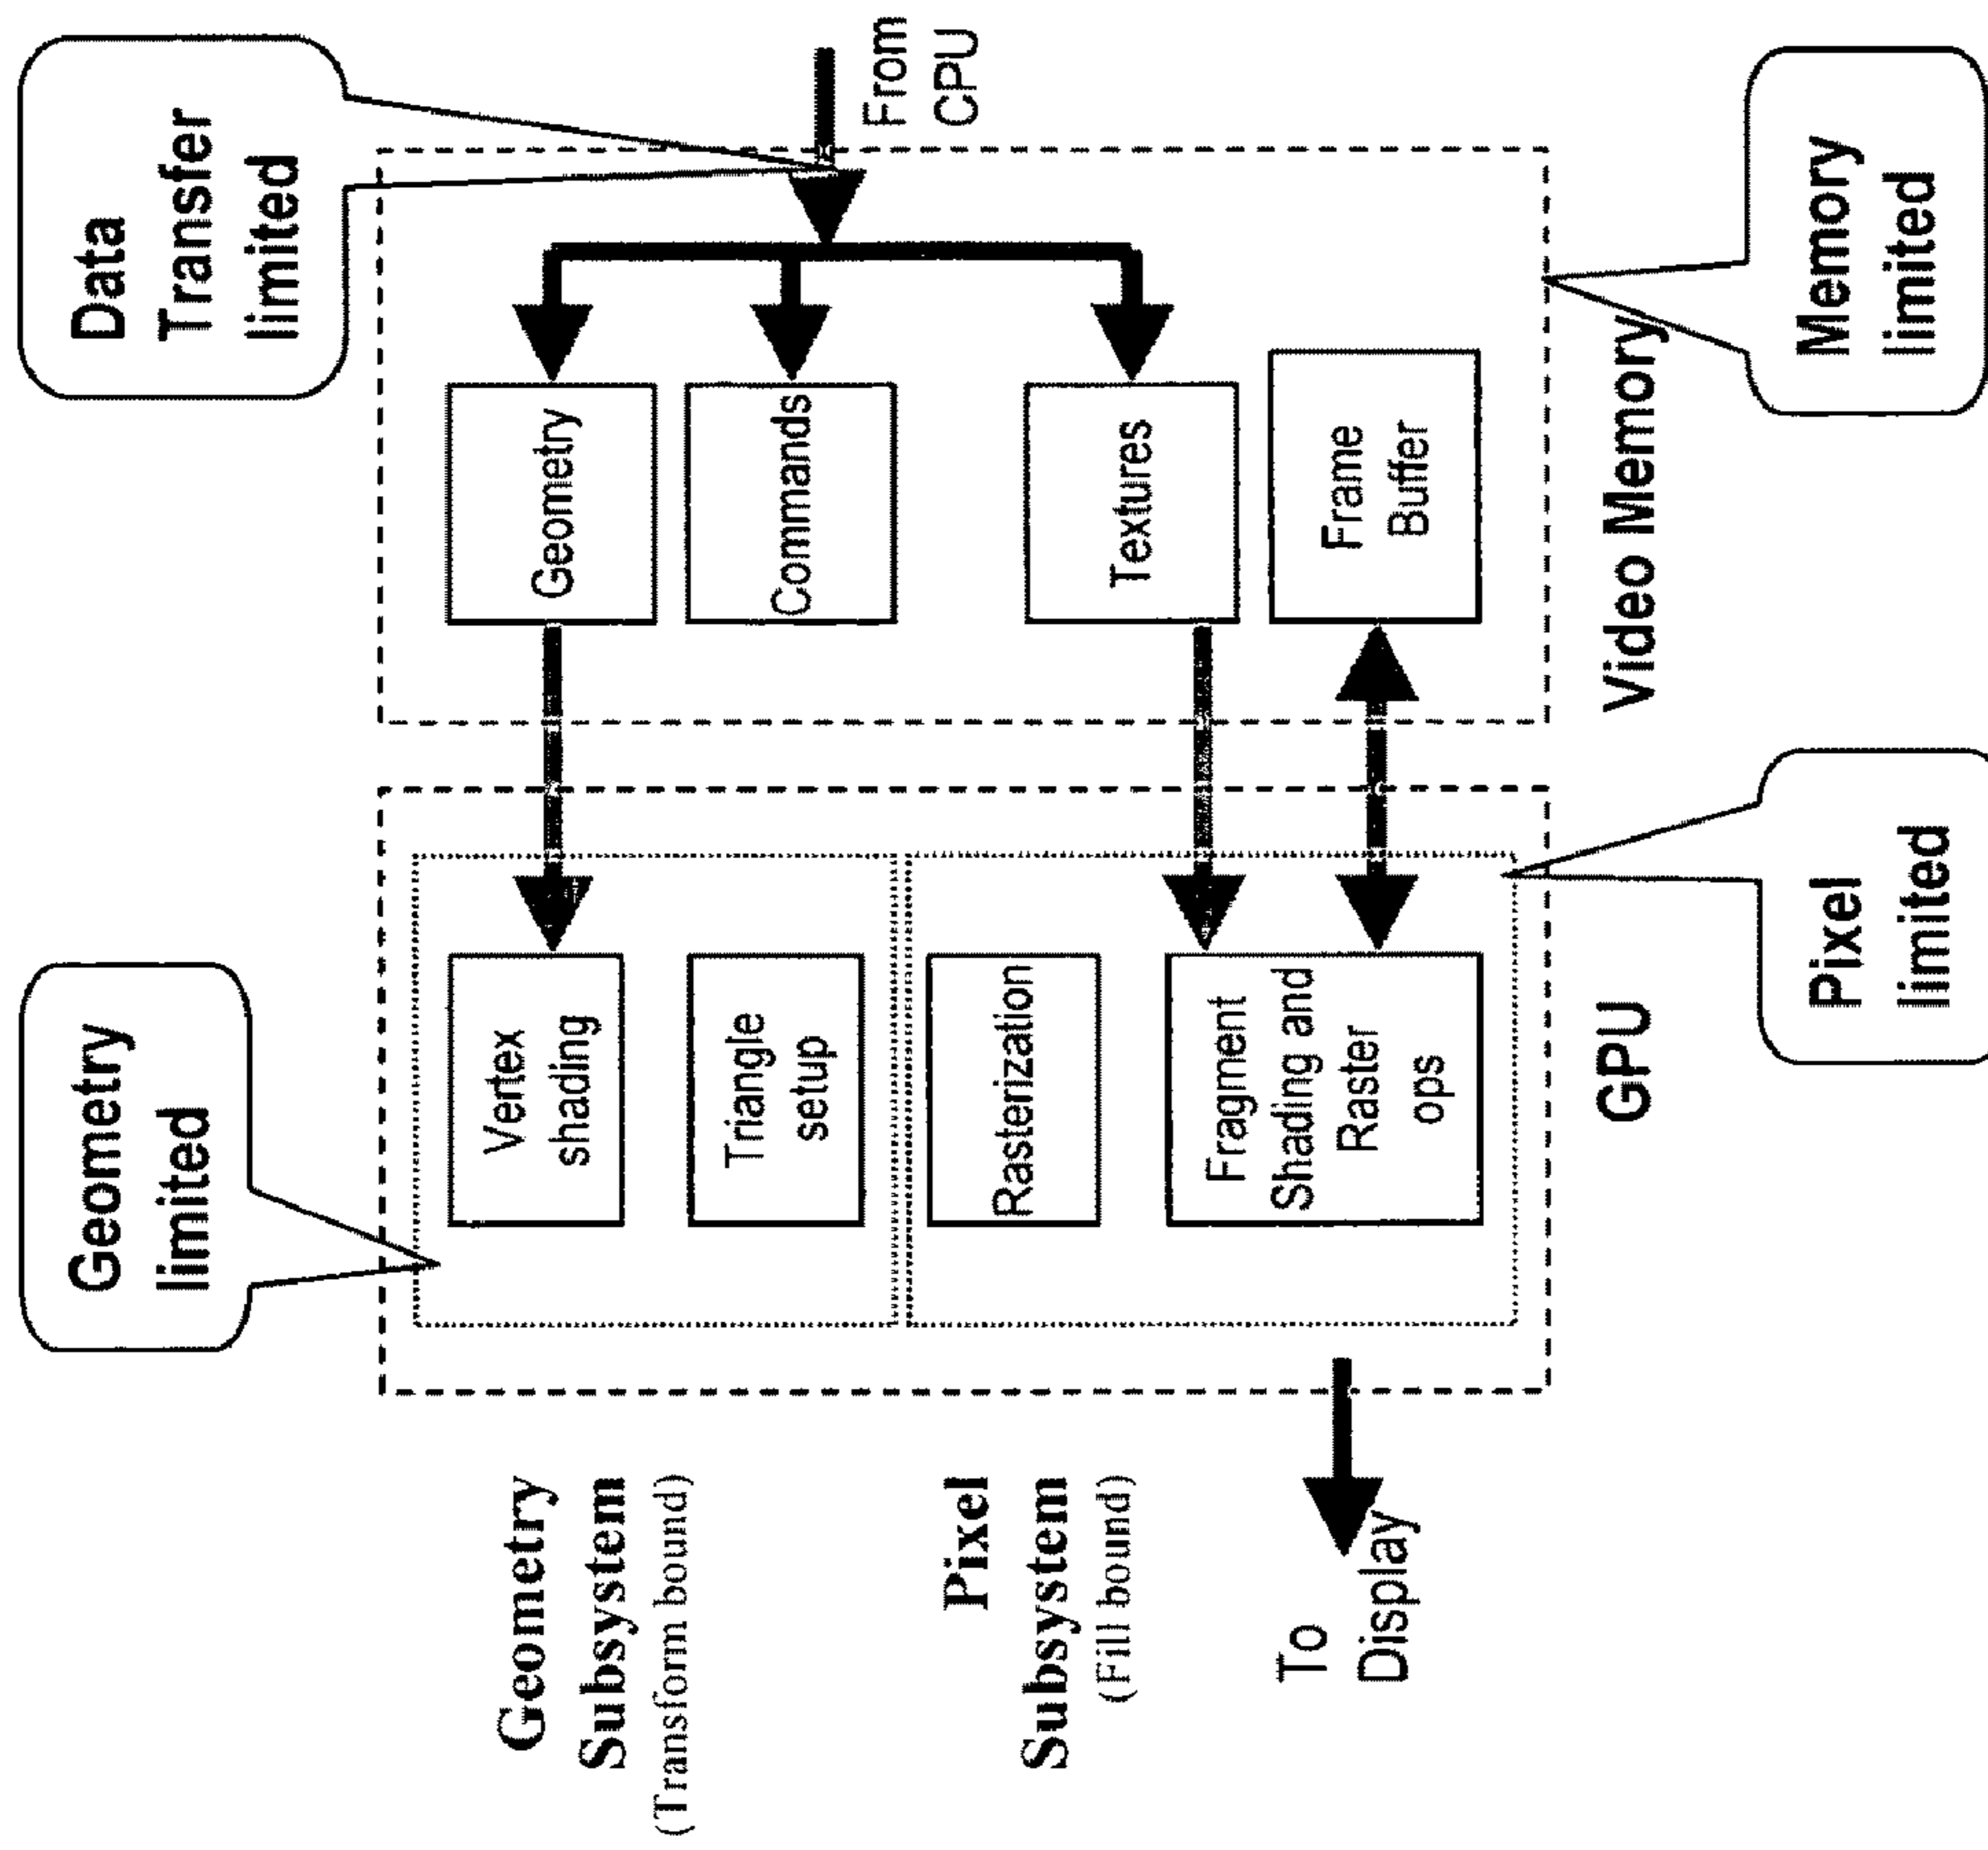 Geometry
limited
Data
Transfer
limited
Geometry
Subsystem
(Transform bound)
Vertex
shading
Geometry
Triangle
setup
Commands
From
CPU
Pixel
Subsystem
(Fill bound)
Rasterization
Textures
Fragment
Shading and
Raster
ops
Frame
Buffer
To
Display
GPU
Video Memory
Pixel
limited
Memory
limited